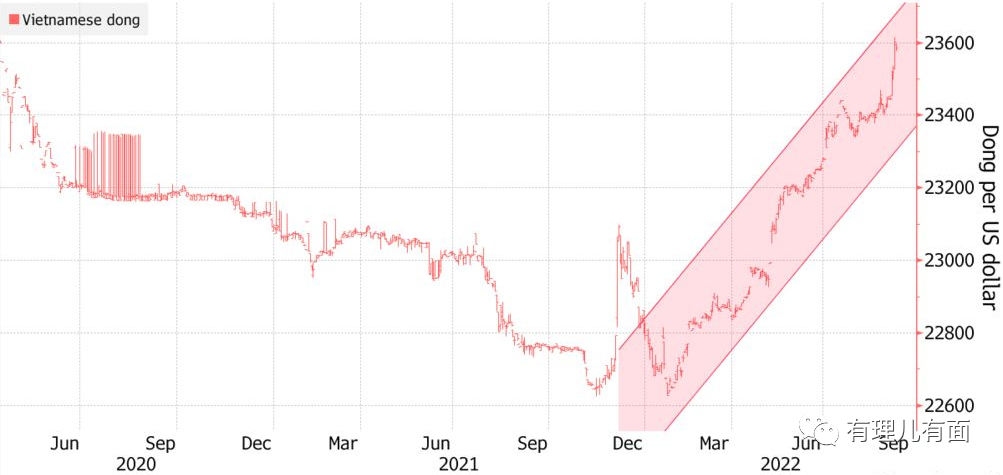 Vietnamese dong
23600
23400
23200
23000
22800
22600
Dong per US dollar
Jun Sep Dec Mar Jun Sep Dec Mar Jun Sep
2020 2021 2022
有理儿有面